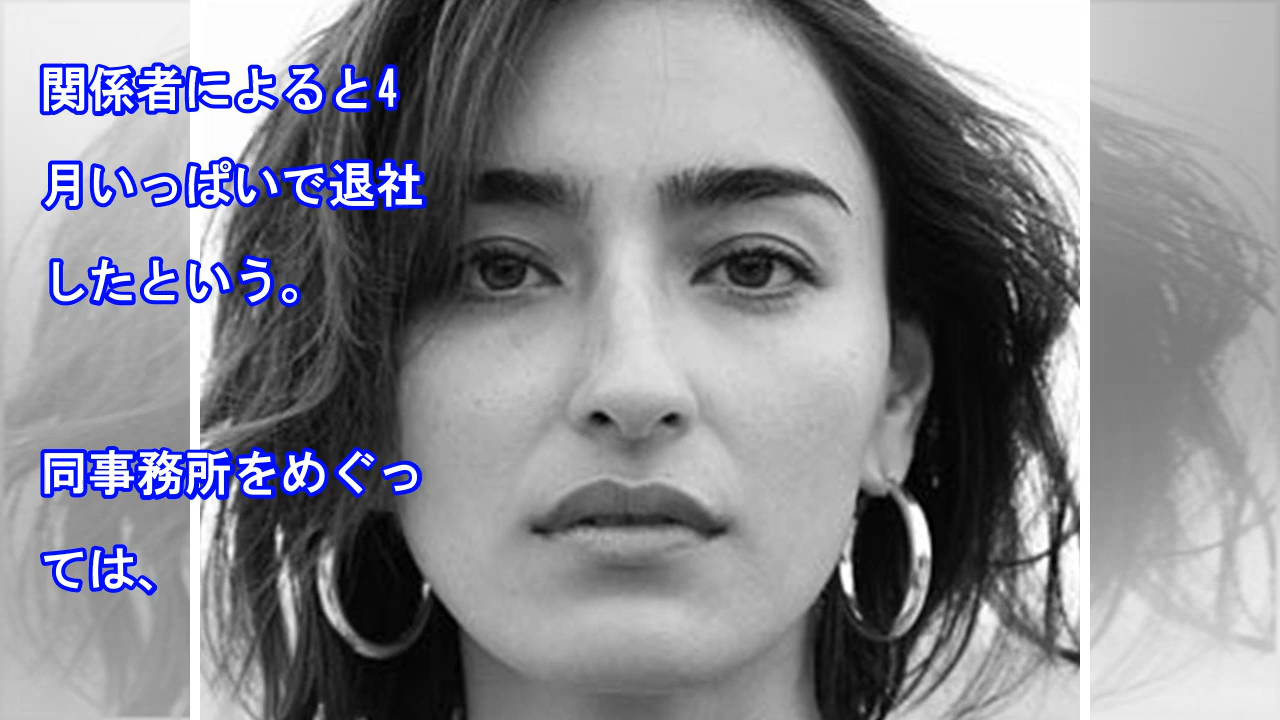 関係者によると4
月いっぱいで退社
したという。
同事務所をめぐっ
ては、